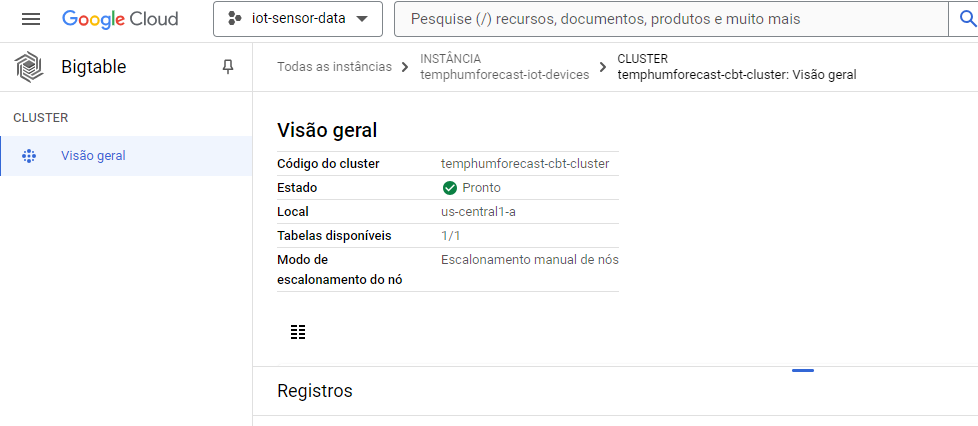 Google Cloud
iot-sensor-data
Pesquise (/) recursos, documentos, produtos e muito mais
Bigtable
Todas as instâncias
INSTÂNCIA
temphumforecast-iot-devices
CLUSTER
temphumforecast-cbt-cluster: Visão geral
CLUSTER
Visão geral
Visão geral
Código do cluster temphumforecast-cbt-cluster
Estado Pronto
Local us-central1-a
Tabelas disponíveis 1/1
Modo de Escalonamento manual de nós
escalonamento do nó
Registros